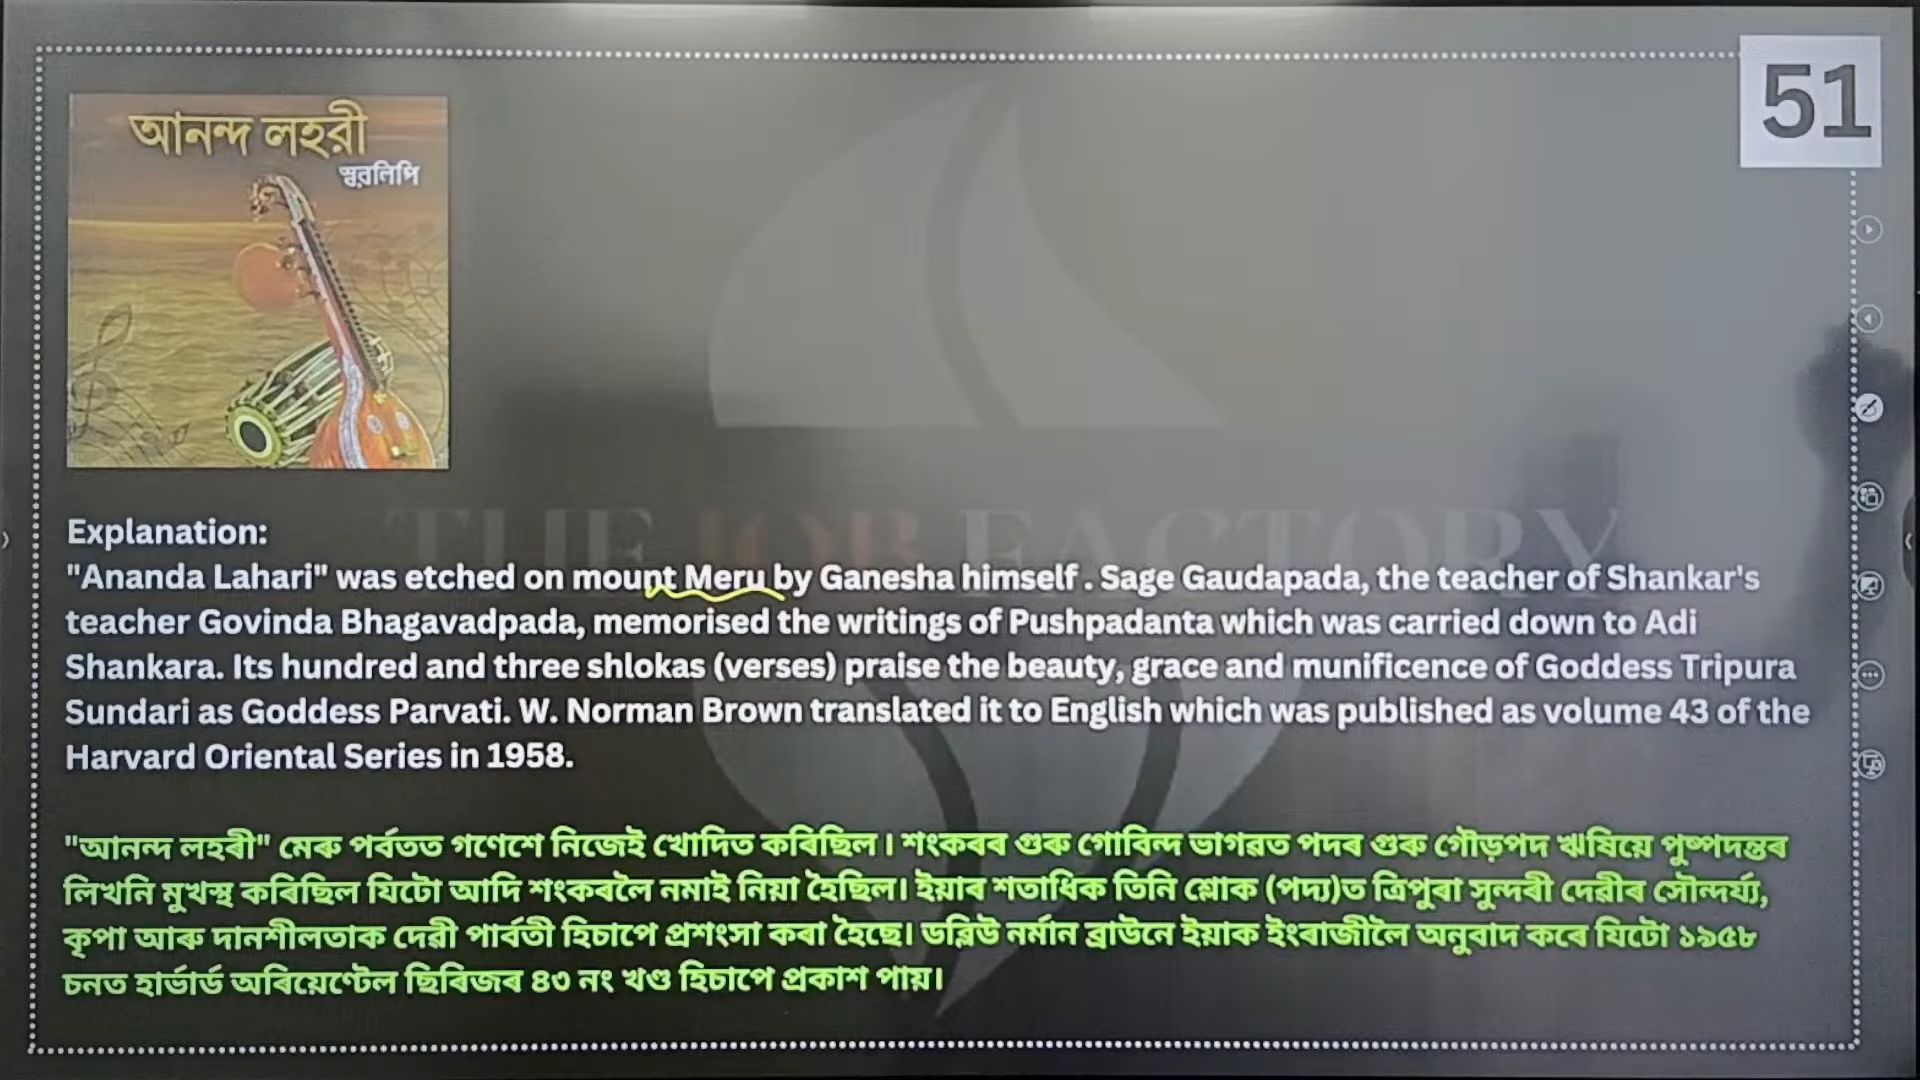 51
আনন্দ লহরী
স্বরলিপি
THE JOB FACTORY
Explanation:
"Ananda Lahari" was etched on mount Meru by Ganesha himself . Sage Gaudapada, the teacher of Shankar's
teacher Govinda Bhagavadpada, memorised the writings of Pushpadanta which was carried down to Adi
Shankara. Its hundred and three shlokas (verses) praise the beauty, grace and munificence of Goddess Tripura
Sundari as Goddess Parvati. W. Norman Brown translated it to English which was published as volume 43 of the
Harvard Oriental Series in 1958.
"আনন্দ লহৰী" মেৰু পৰ্বতত গণেশে নিজেই খোদিত কৰিছিল। শংকৰৰ গুৰু গোবিন্দ ভাগৱত পদৰ গুৰু গৌড়পদ ঋষিয়ে পুষ্পদন্তৰ
লিখনি মুখস্থ কৰিছিল যিটো আদি শংকৰলৈ নমাই নিয়া হৈছিল। ইয়াৰ শতাধিক তিনি শ্লোক (পদ্য)ত ত্ৰিপুৰা সুন্দৰী দেৱীৰ সৌন্দৰ্য্য,
কৃপা আৰু দানশীলতাক দেৱী পাৰ্বতী হিচাপে প্ৰশংসা কৰা হৈছে। ডব্লিউ নৰ্মান ব্ৰাউনে ইয়াক ইংৰাজীলৈ অনুবাদ কৰে যিটো ১৯৫৮
চনত হাৰ্ভাৰ্ড অৰিয়েণ্টেল ছিৰিজৰ ৪৩ নং খণ্ড হিচাপে প্ৰকাশ পায়।